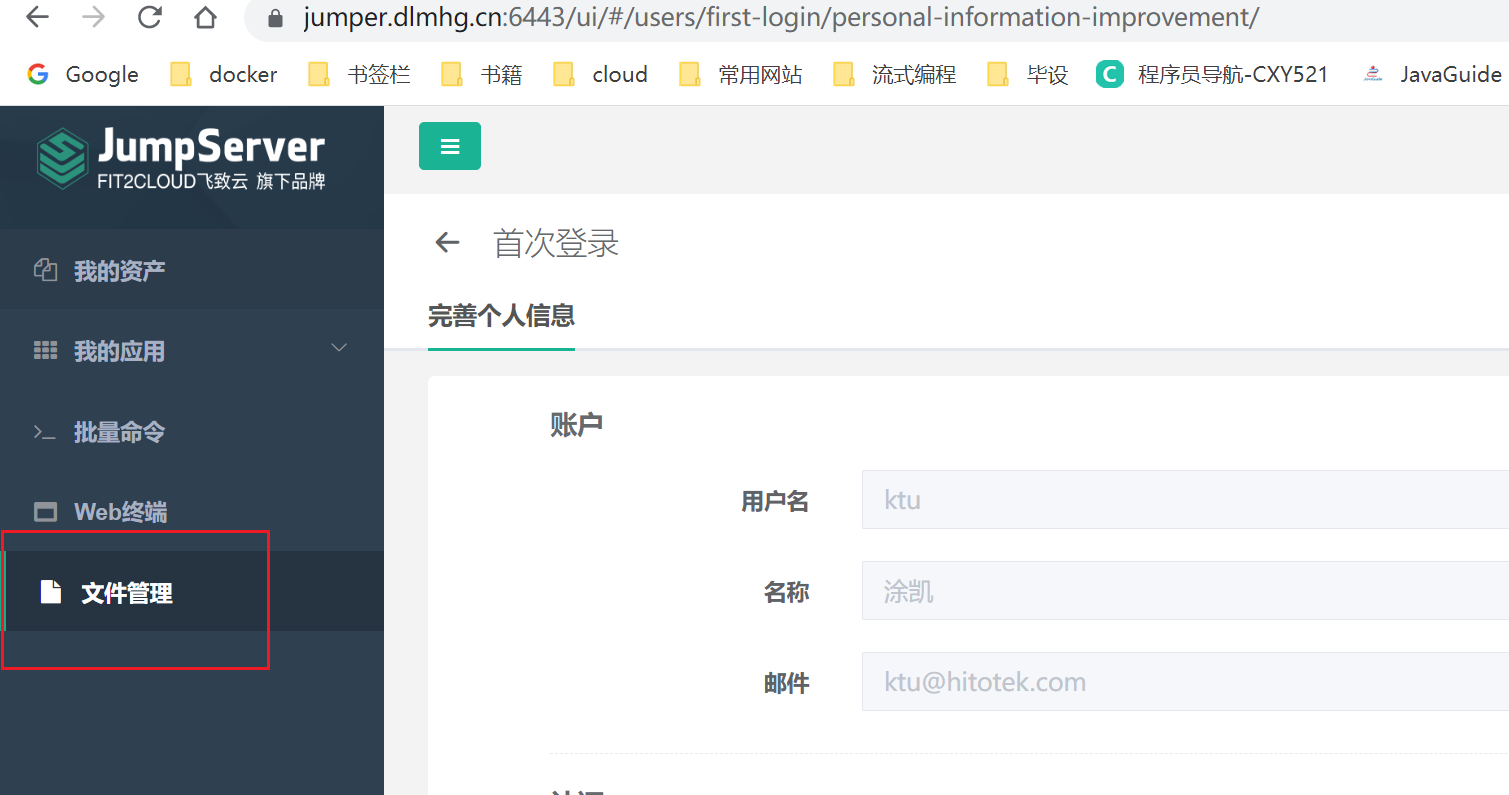 jumper.dlmhg.cn:6443/ui/#/users/first-login/personal-information-improvement/
Google docker 书签栏 书籍 cloud 常用网站 流式编程 毕设 程序员导航-CXY521 JavaGuide
JumpServer
FIT2CLOUD飞致云 旗下品牌
首次登录
我的资产
完善个人信息
我的应用
账户
批量命令
用户名 ktu
Web终端
文件管理
名称 涂凯
邮件 ktu@hitotek.com